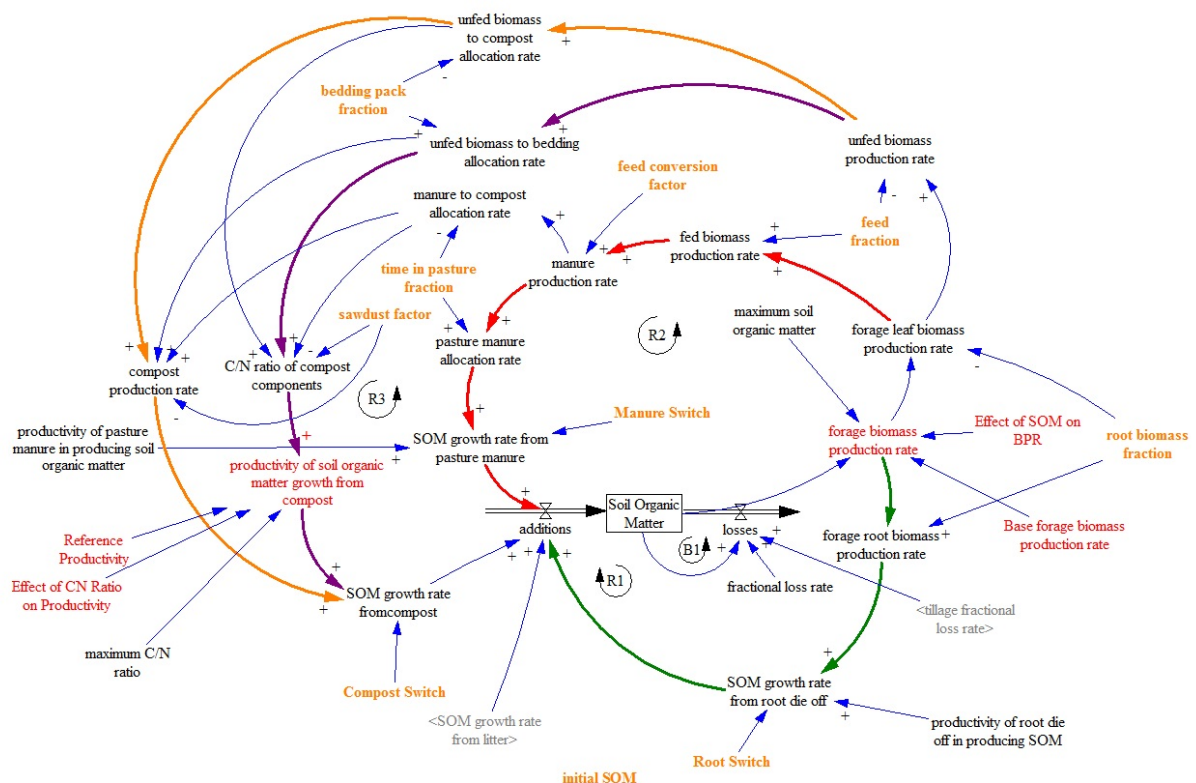 unfed biomass
to compost
allocation rate
+
-
bedding pack
fraction
+
+
+
+
unfed biomass to bedding
allocation rate
unfed biomass
production rate
feed conversion
factor
manure to compost
allocation rate
-
+
-
+
feed
fraction
+
fed biomass
production rate
+
+
+
manure
production rate
time in pasture
fraction
maximum soil
organic matter
forage leaf biomass
production rate
sawdust factor
R2
+
+
pasture manure
allocation rate
-
+
+
+
compost
production rate
+
+
-
C/N ratio of compost
components
R3
-
+
Manure Switch
productivity of pasture
manure in producing soil
organic matter
+
SOM growth rate from
pasture manure
+
forage biomass
production rate
Effect of SOM on
BPR
root biomass
fraction
+
productivity of soil organic
matter growth from
compost
+
Soil Organic
Matter
additions
losses
Reference
Productivity
Base forage biomass
production rate
forage root biomass
production rate
+
Effect of CN Ratio
on Productivity
R1
B1
+
+
+
+
+
fractional loss rate
+
+
SOM growth rate
fromcompost
<tillage fractional
loss rate>
maximum C/N
ratio
+
Compost Switch
SOM growth rate
from root die off
+
<SOM growth rate
from litter>
productivity of root die
off in producing SOM
Root Switch
initial SOM